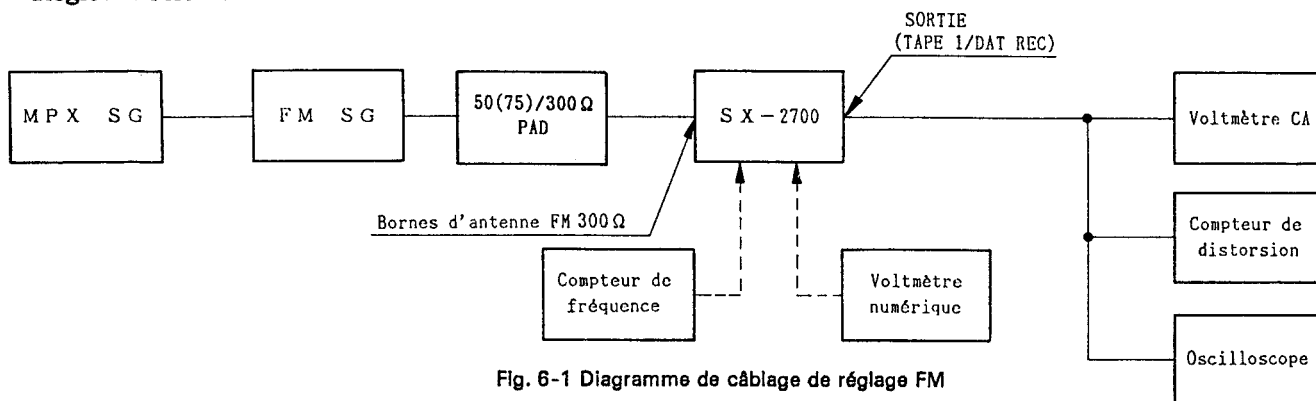 SORTIE
(TAPE 1/DAT REC)
MPX SG
FM SG
50(75)/300Ω
PAD
SX-2700
Voltmètre CA
Bornes d'antenne FM 300Ω
Compteur de
distorsion
Compteur de
fréquence
Voltmètre
numérique
Oscilloscope
Fig. 6-1 Diagramme de câblage de réglage FM